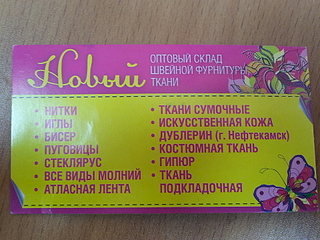 Новый
ОПТОВЫЙ СКЛАД
ШВЕЙНОЙ ФУРНИТУРЫ,
ТКАНИ
• НИТКИ
• ИГЛЫ
• БИСЕР
• ПУГОВИЦЫ
• СТЕКЛЯРУС
• ВСЕ ВИДЫ МОЛНИЙ
• АТЛАСНАЯ ЛЕНТА
• ТКАНИ СУМОЧНЫЕ
• ИСКУССТВЕННАЯ КОЖА
• ДУБЛЕРИН (г. Нефтекамск)
• КОСТЮМНАЯ ТКАНЬ
• ГИПЮР
• ТКАНЬ
ПОДКЛАДОЧНАЯ